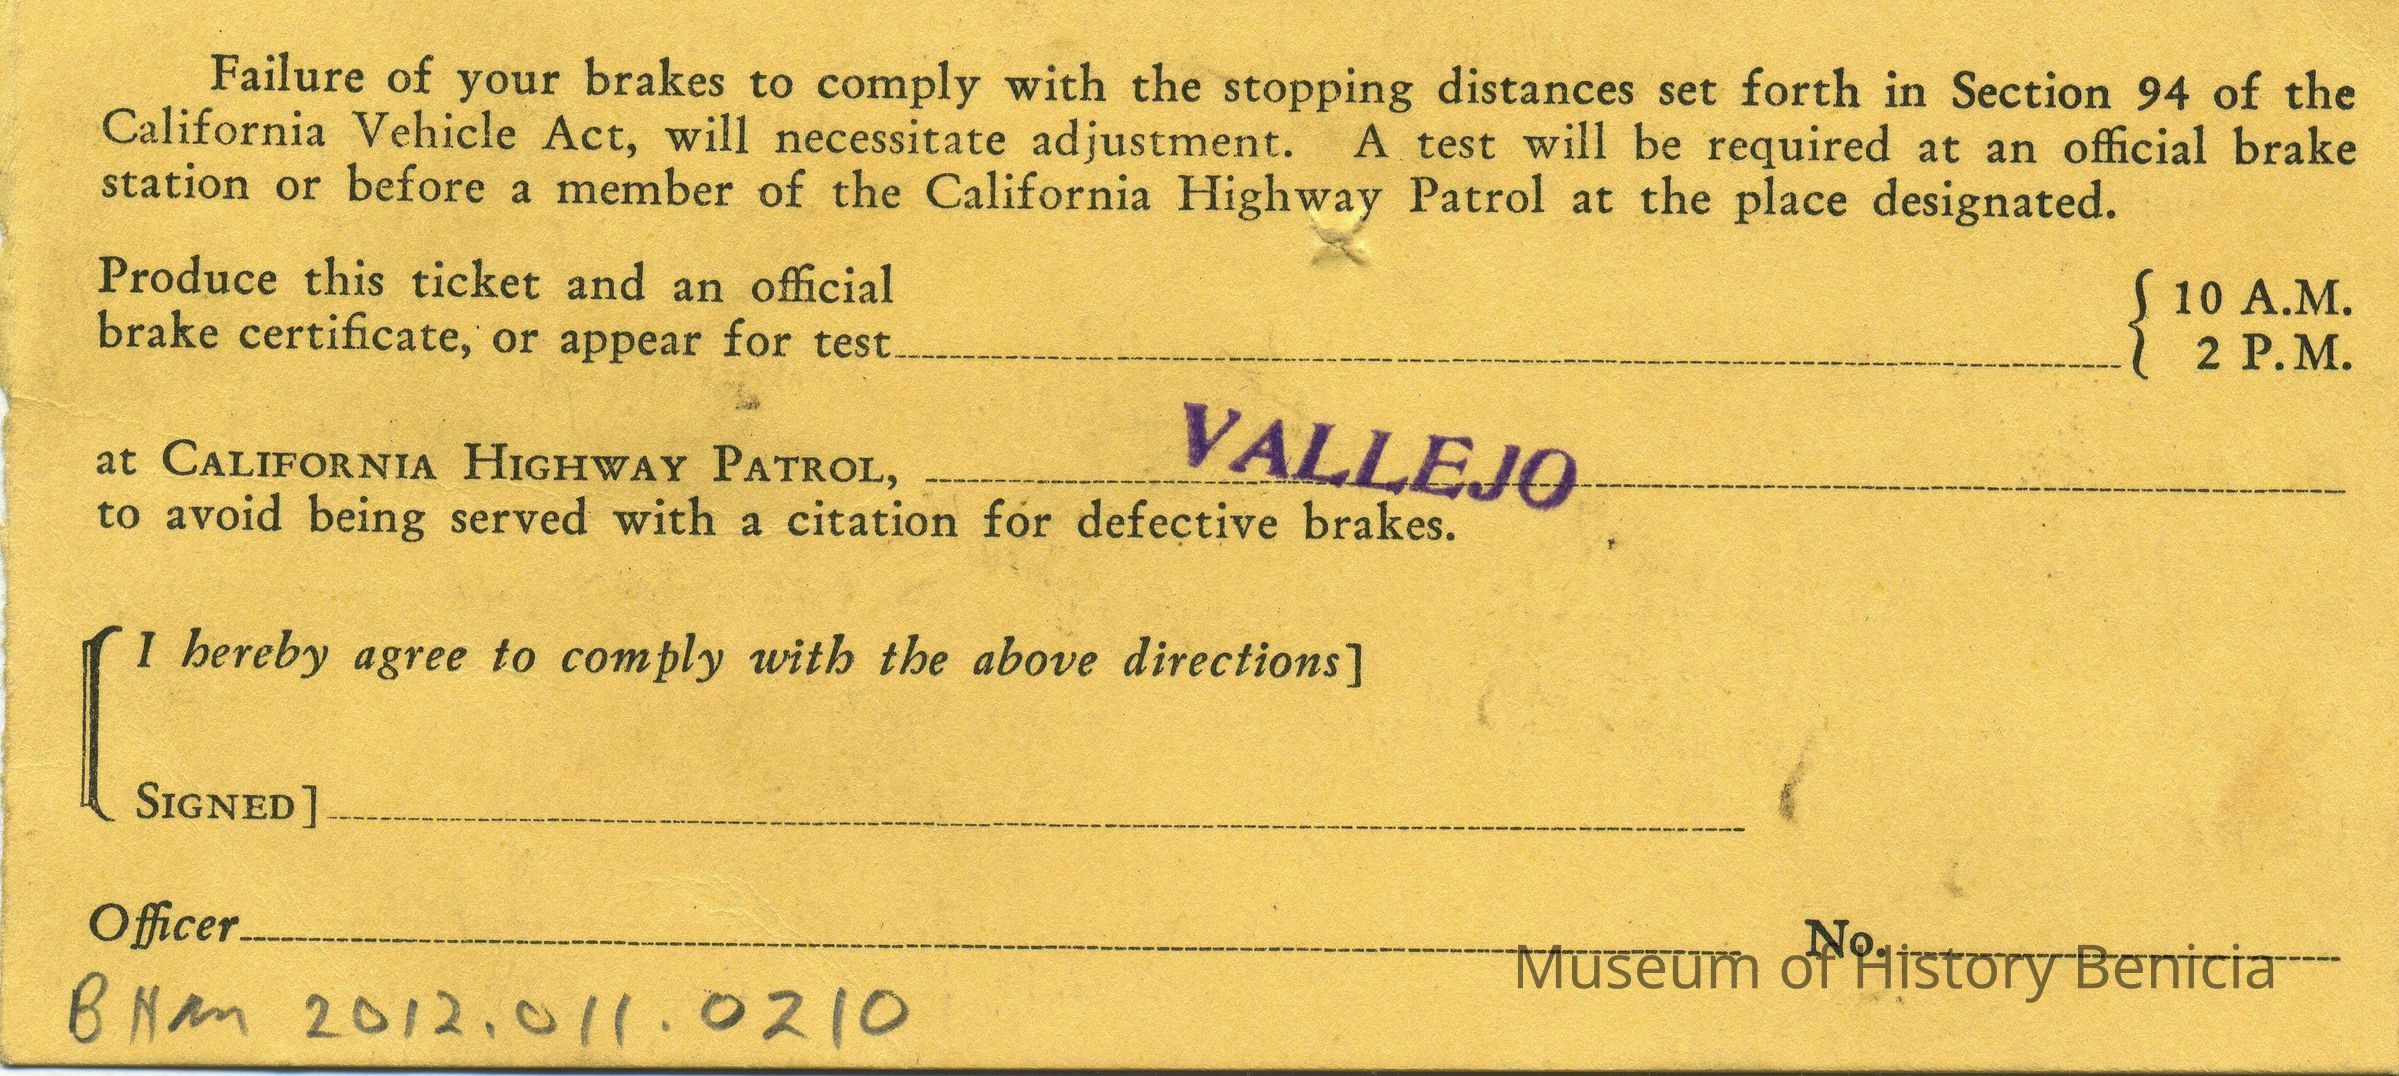 Failure of your brakes to comply with the stopping distances set forth in Section 94 of the
California Vehicle Act, will necessitate adjustment. A test will be required at an official brake
station or before a member of the California Highway Patrol at the place designated.
Produce this ticket and an official
brake certificate, or appear for test { 10 A.M.
2 P.M.
at CALIFORNIA HIGHWAY PATROL, VALLEJO
to avoid being served with a citation for defective brakes.
[ I hereby agree to comply with the above directions]
SIGNED]
Officer No.
Museum of History Benicia
BHM 2012.011.0210